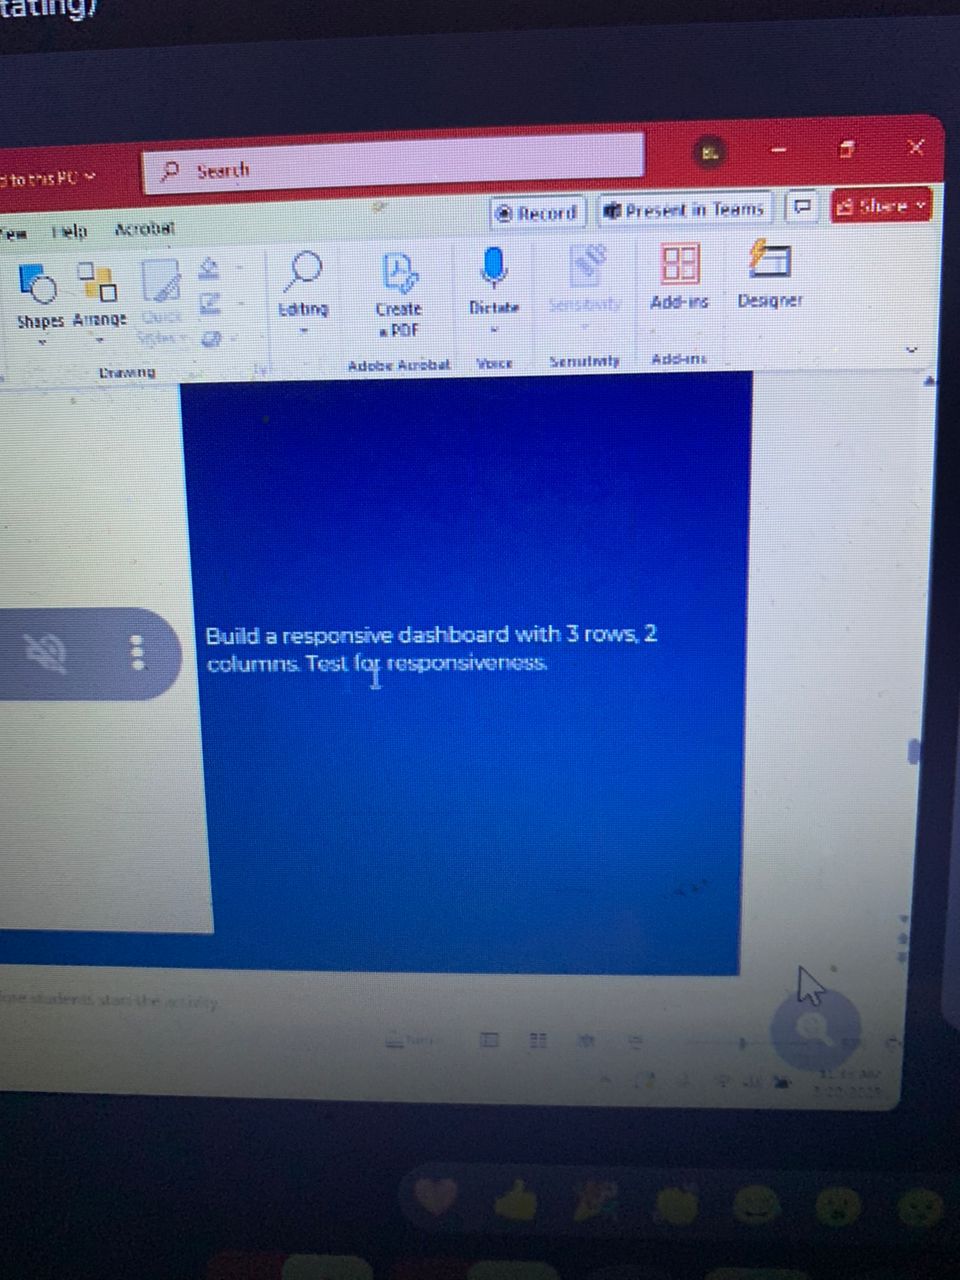 tating)
d to this PC
Search
BL
Record
Present in Teams
Share
Help
Acrobat
Shapes
Arrange
Quick
Styles
Editing
Create
a PDF
Dictate
Sensitivity
Add-ins
Designer
Drawing
Adobe Acrobat
Voice
Sensitivity
Add-ins
Build a responsive dashboard with 3 rows, 2
columns. Test for responsiveness.
students start the activity.